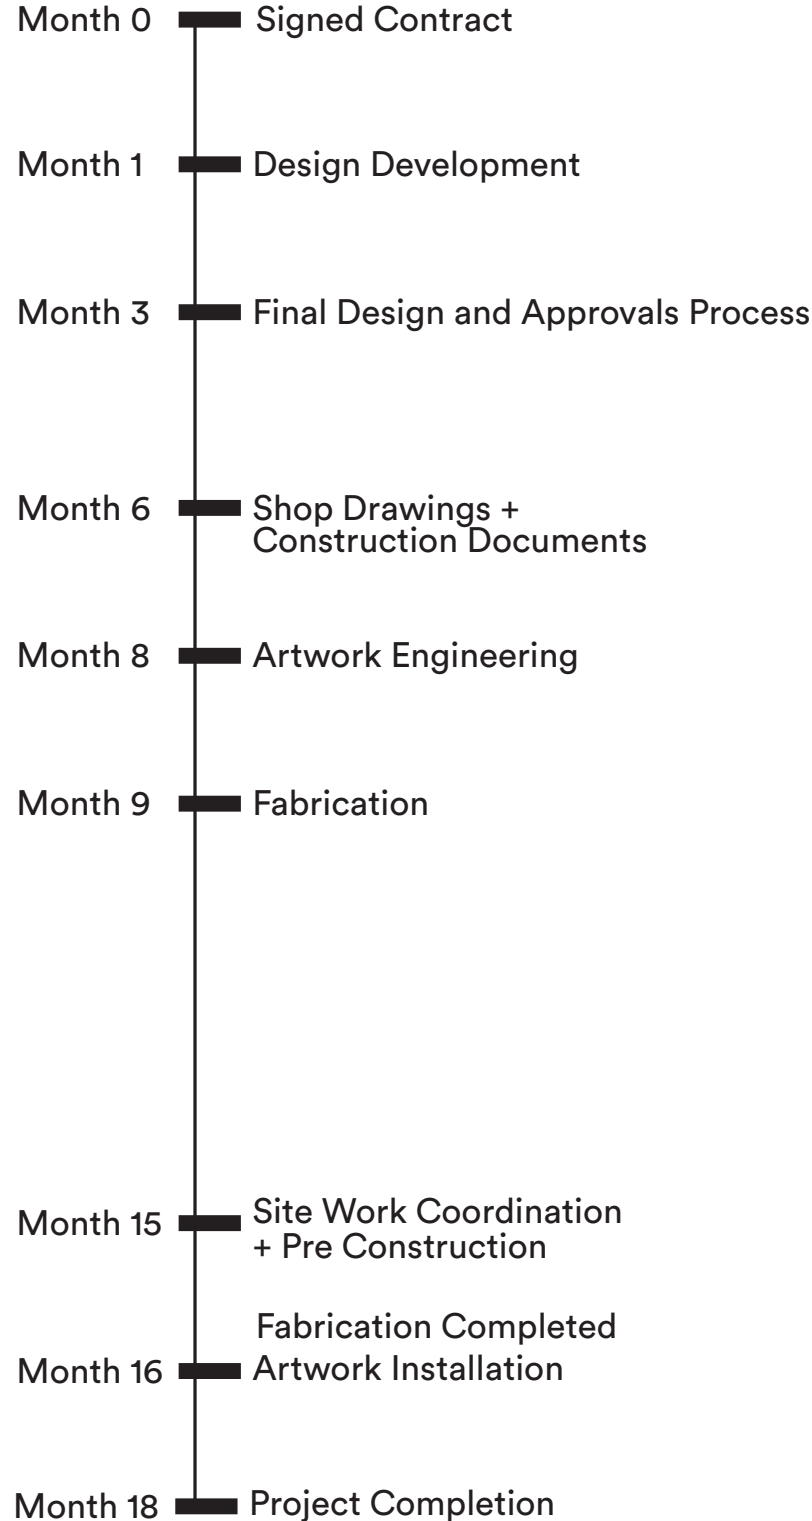 Month 0 Signed Contract
Month 1 Design Development
Month 3 Final Design and Approvals Process
Month 6 Shop Drawings +
Construction Documents
Month 8 Artwork Engineering
Month 9 Fabrication
Month 15 Site Work Coordination
+ Pre Construction
Fabrication Completed
Month 16 Artwork Installation
Month 18 Project Completion